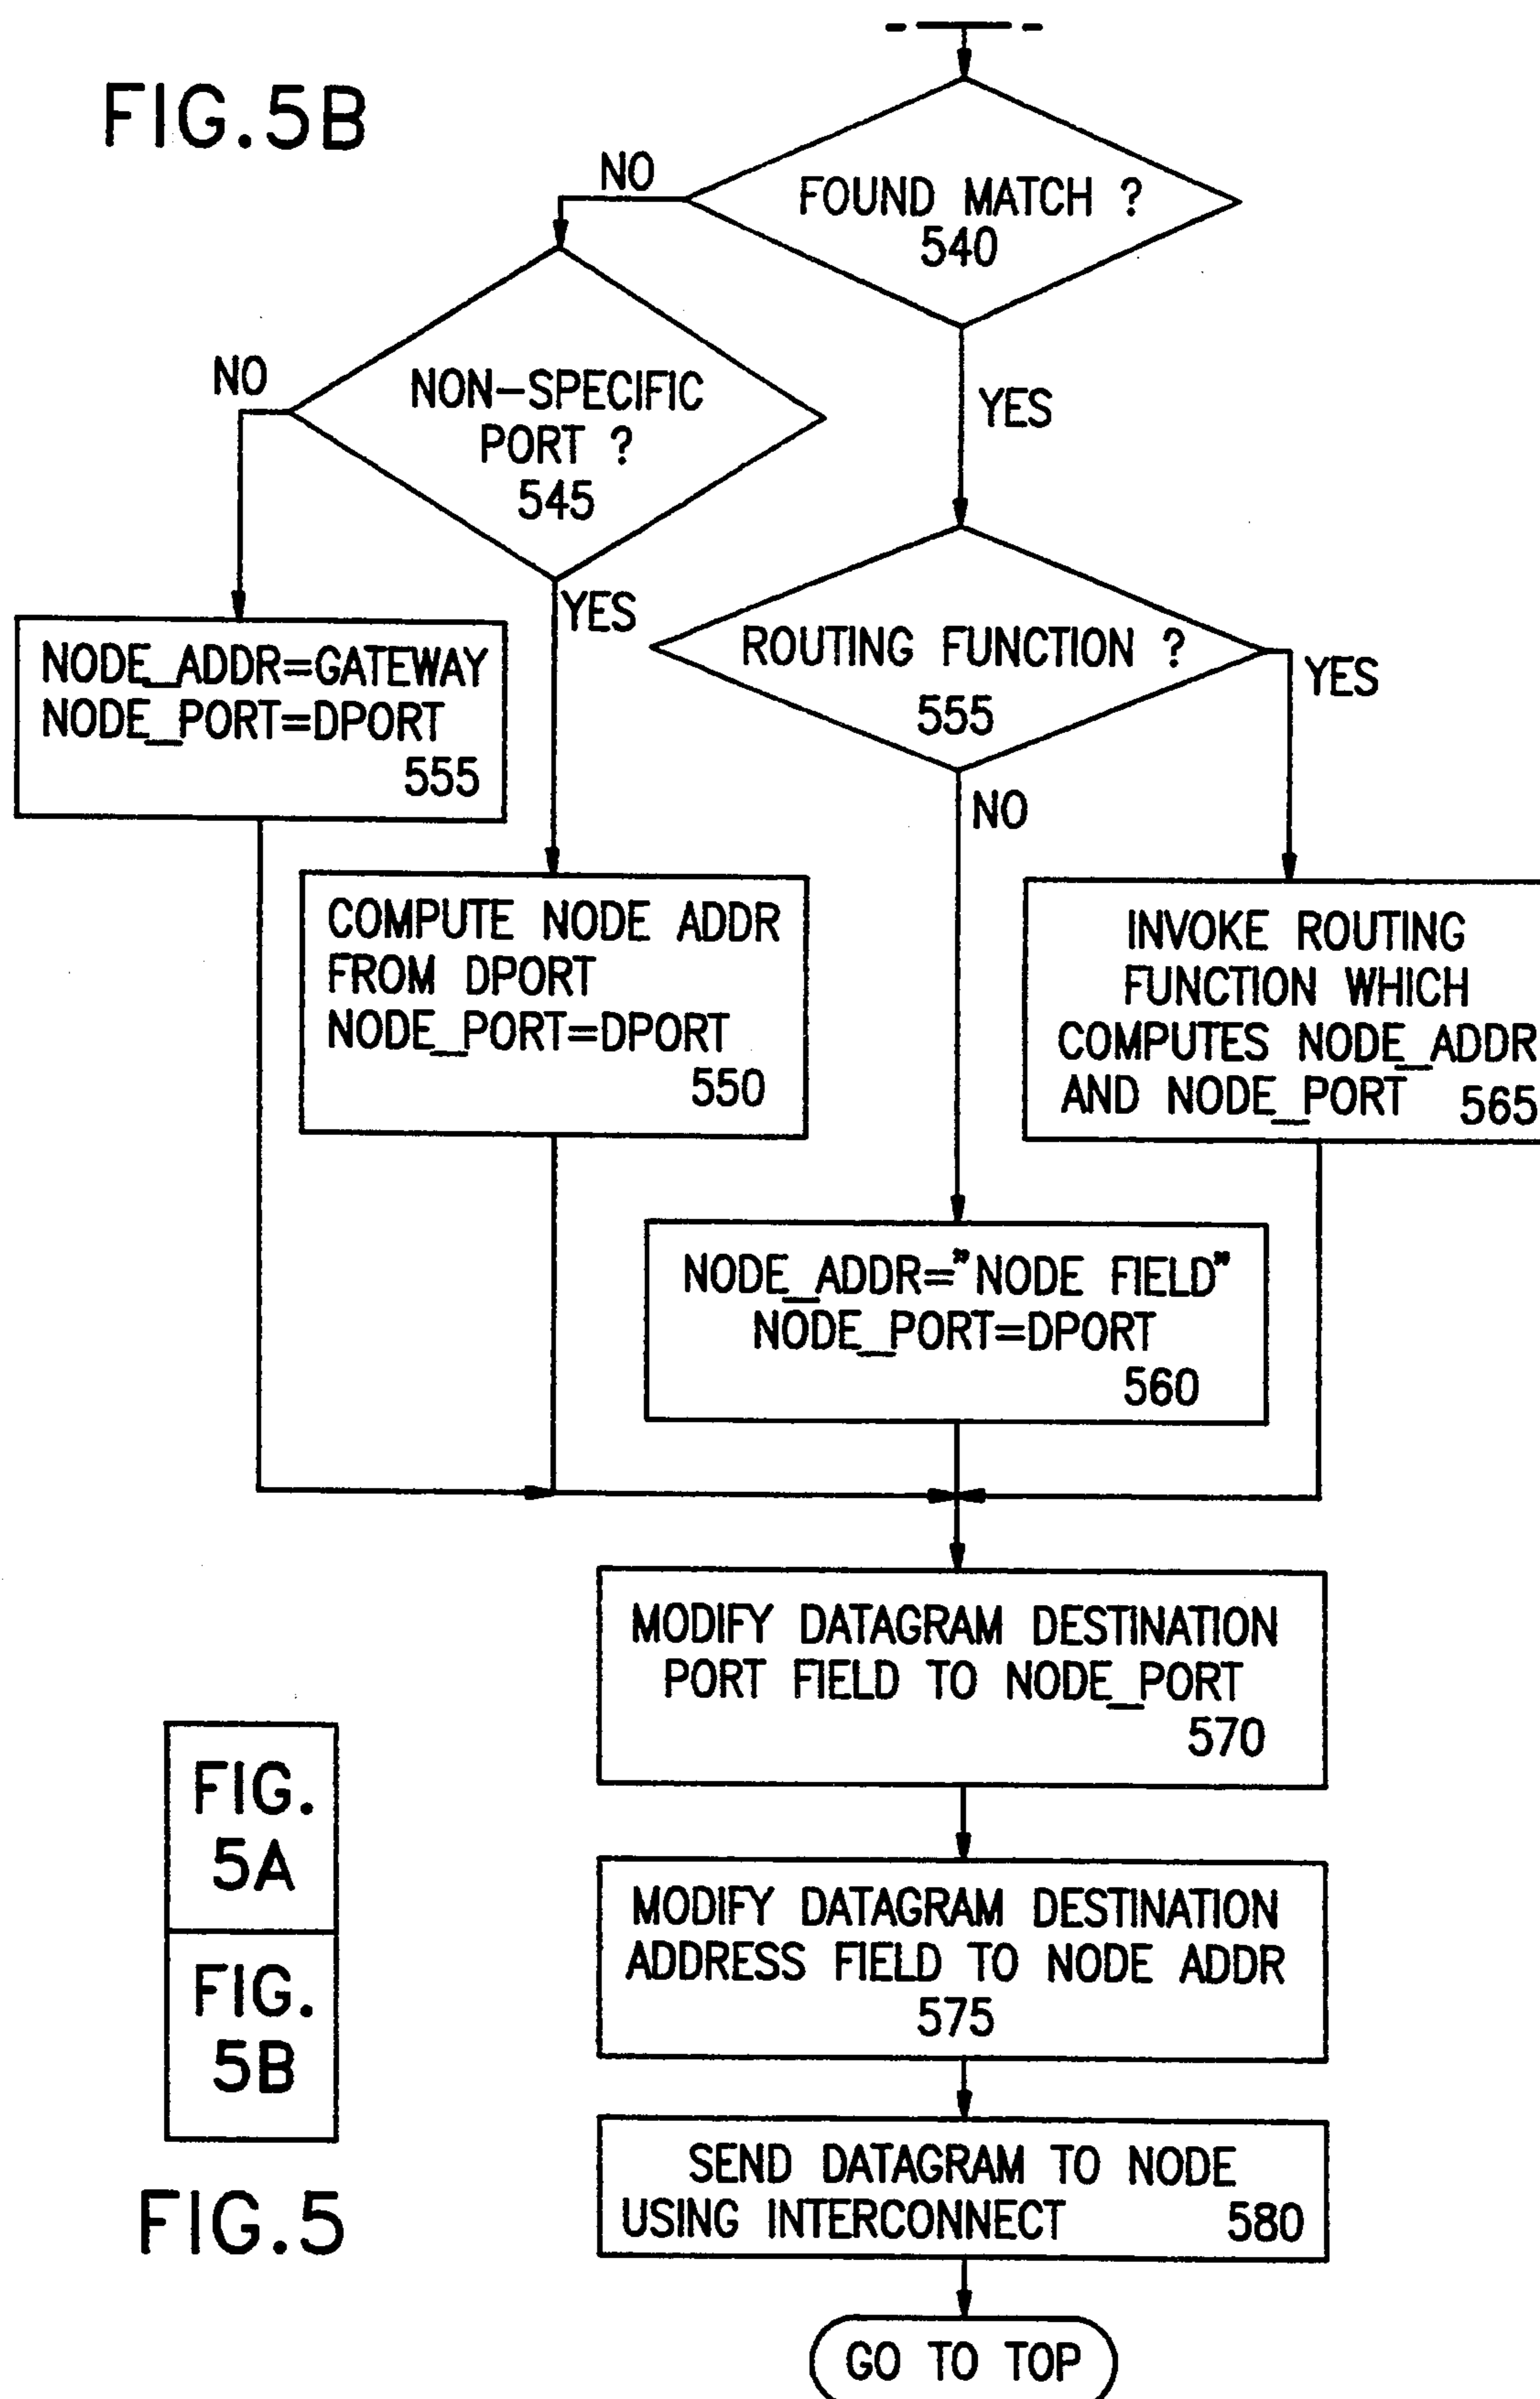 FIG.5B
FOUND MATCH ?
540
NO
YES
NON-SPECIFIC
PORT ?
545
NO
YES
ROUTING FUNCTION ?
555
YES
NO
NODE_ADDR=GATEWAY
NODE_PORT=DPORT
555
COMPUTE NODE ADDR
FROM DPORT
NODE_PORT=DPORT
550
INVOKE ROUTING
FUNCTION WHICH
COMPUTES NODE_ADDR
AND NODE_PORT 565
NODE_ADDR="NODE FIELD"
NODE_PORT=DPORT
560
MODIFY DATAGRAM DESTINATION
PORT FIELD TO NODE_PORT
570
MODIFY DATAGRAM DESTINATION
ADDRESS FIELD TO NODE ADDR
575
SEND DATAGRAM TO NODE
USING INTERCONNECT 580
GO TO TOP
FIG.
5A
FIG.
5B
FIG.5